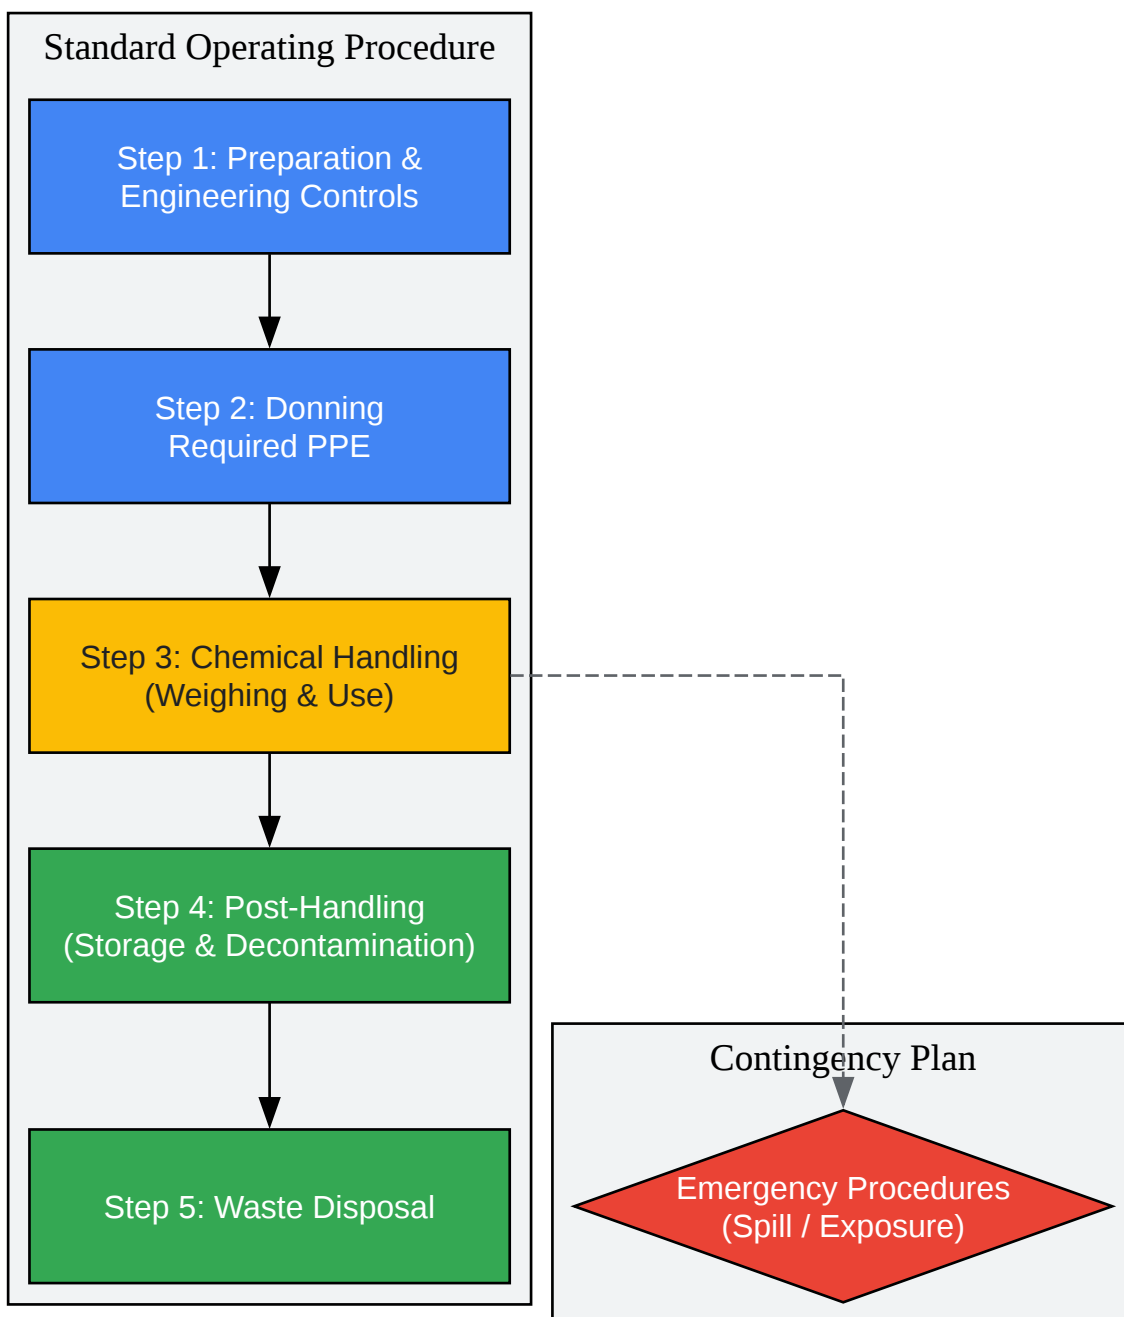 Standard Operating Procedure
Step 1: Preparation &
Engineering Controls
Step 2: Donning
Required PPE
Step 3: Chemical Handling
(Weighing & Use)
Step 4: Post-Handling
(Storage & Decontamination)
Step 5: Waste Disposal
Contingency Plan
Emergency Procedures
(Spill / Exposure)